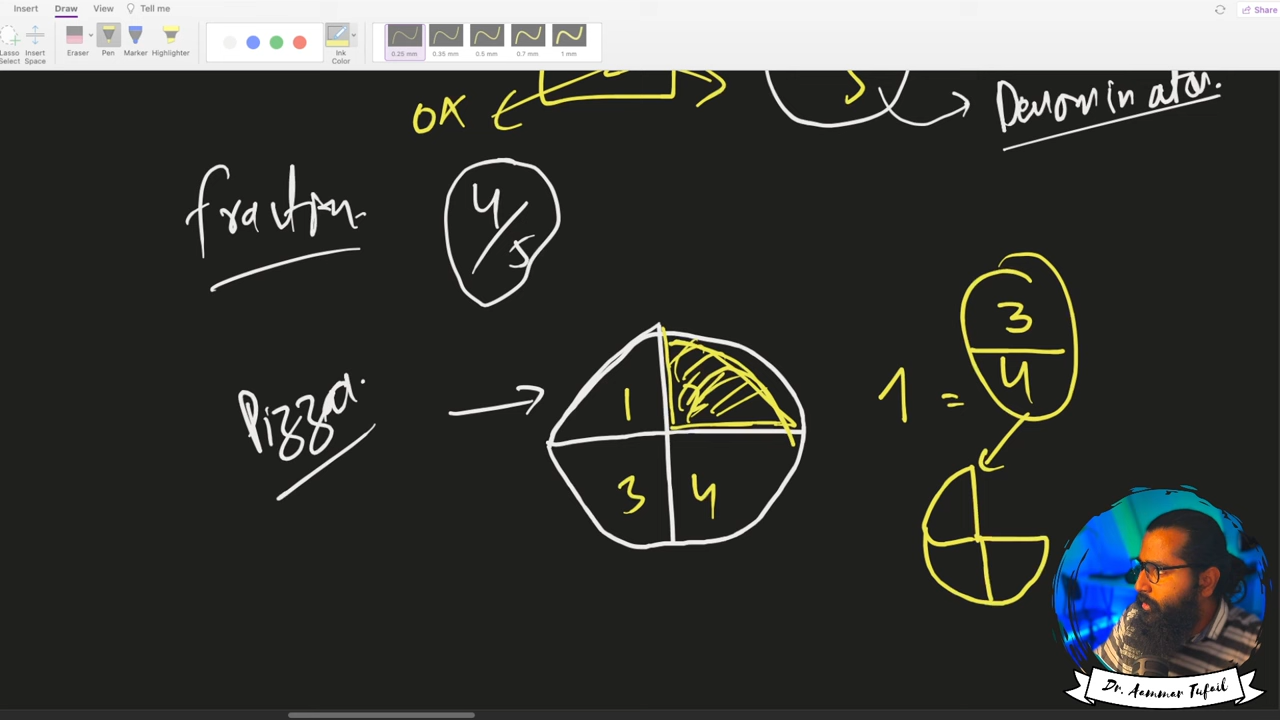 Insert Draw View Tell me
Share
Lasso Select
Insert Space
Eraser
Pen
Marker
Highlighter
Ink Color
0.25 mm
0.35 mm
0.5 mm
0.7 mm
1 mm
Denominator.
fraction.
4/5
Pizza.
1
3 4
1 = 3/4
Dr. Aammar Tufail